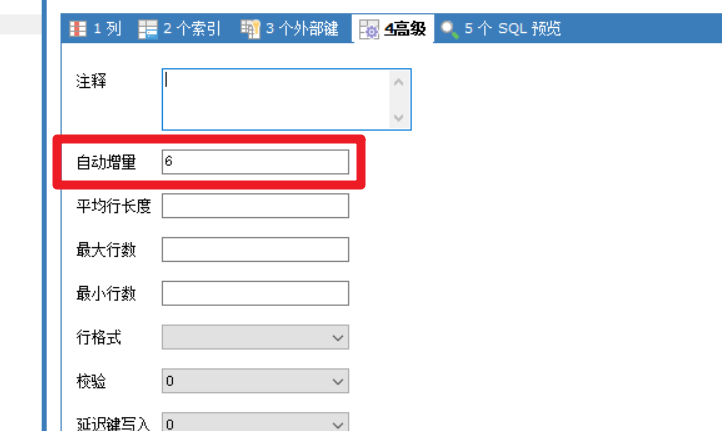 1 列 2 个索引 3 个外部键 4高级 5 个 SQL 预览
注释
自动增量 6
平均行长度
最大行数
最小行数
行格式
校验 0
延迟键写入 0